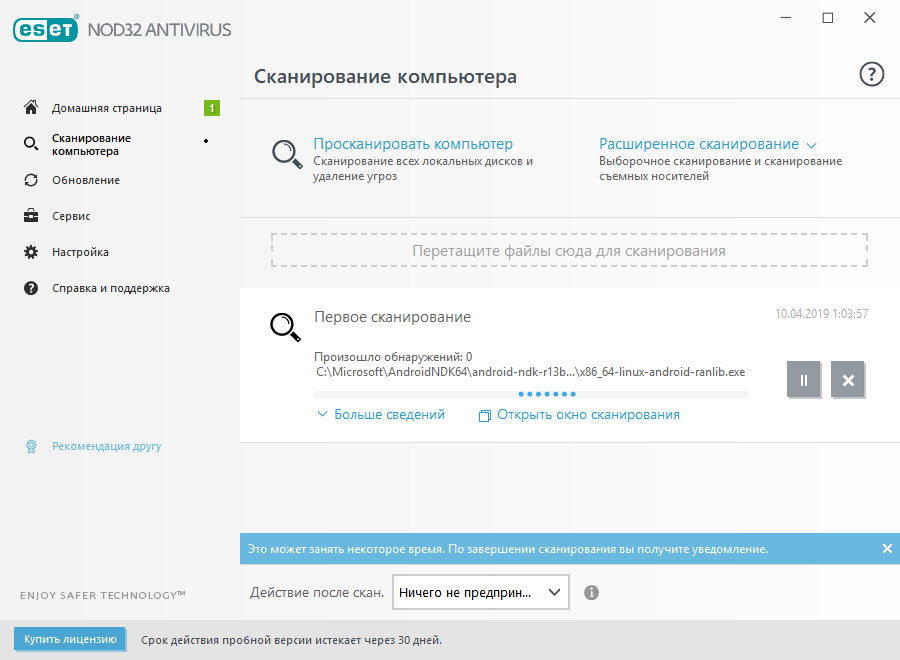 eset NOD32 ANTIVIRUS
Сканирование компьютера
?
Домашняя страница 1
Сканирование
компьютера
Обновление
Сервис
Настройка
Справка и поддержка
Рекомендация другу
ENJOY SAFER TECHNOLOGY™
Просканировать компьютер
Сканирование всех локальных дисков и
удаление угроз
Расширенное сканирование
Выборочное сканирование и сканирование
съемных носителей
Перетащите файлы сюда для сканирования
Первое сканирование
10.04.2019 1:03:57
Произошло обнаружений: 0
C:\Microsoft\AndroidNDK64\android-ndk-r13b...\x86_64-linux-android-ranlib.exe
Больше сведений
Открыть окно сканирования
Это может занять некоторое время. По завершении сканирования вы получите уведомление.
Действие после скан. Ничего не предприн...
Купить лицензию Срок действия пробной версии истекает через 30 дней.